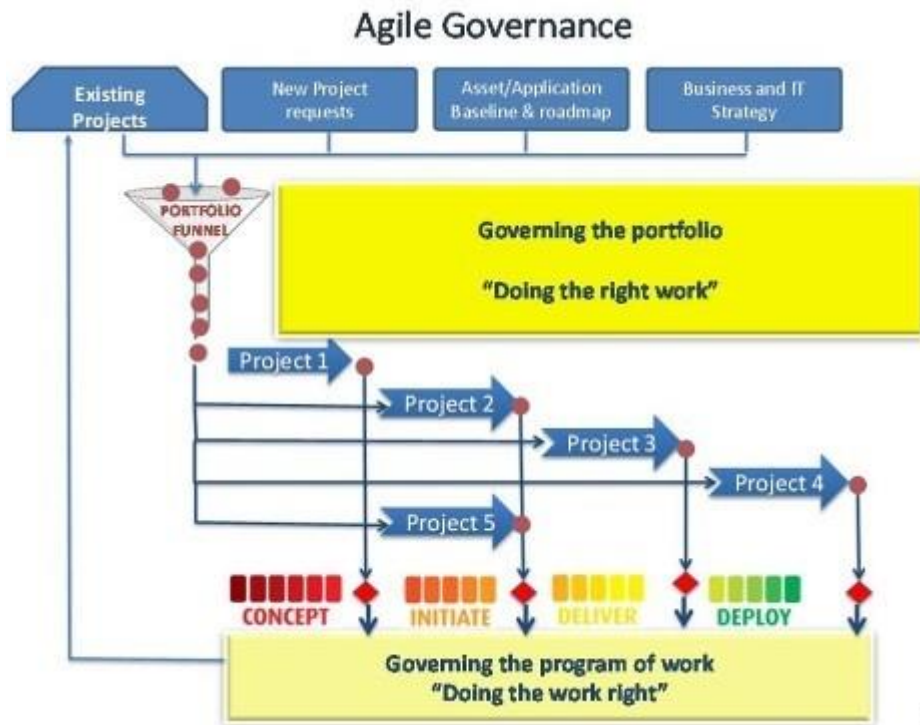 Agile Governance
Existing
Projects
New Project
requests
Asset/Application
Baseline & roadmap
Business and IT
Strategy
PORTFOLIO
FUNNEL
Governing the portfolio
“Doing the right work”
Project 1
Project 2
Project 3
Project 4
Project 5
CONCEPT
INITIATE
DELIVER
DEPLOY
Governing the program of work
“Doing the work right”